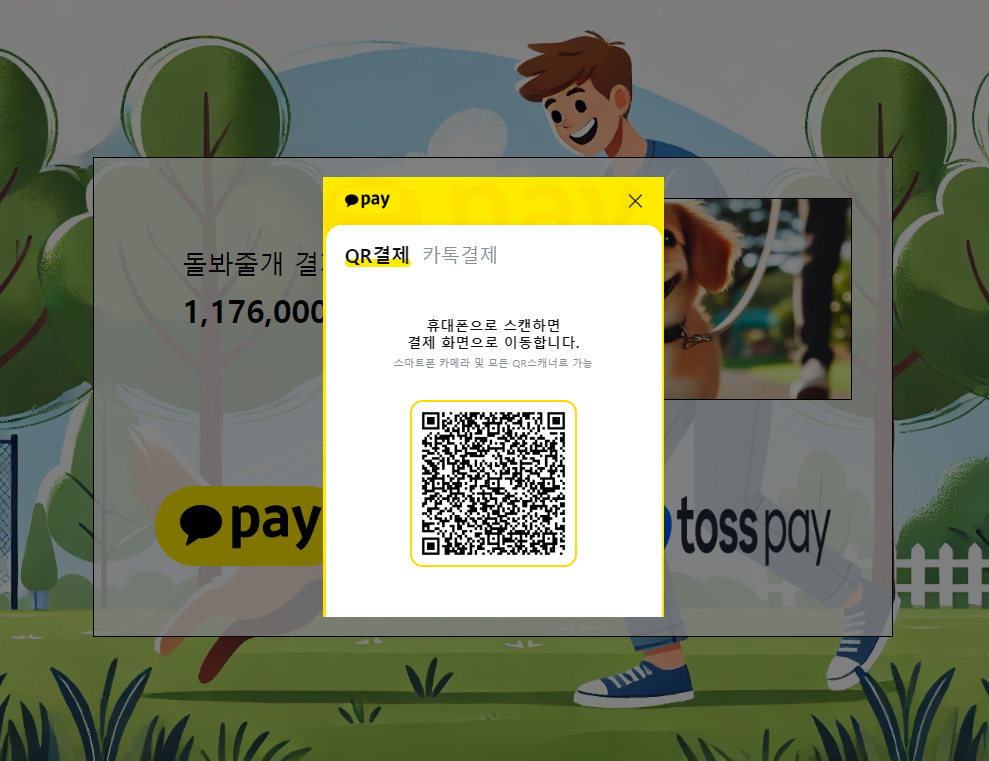 pay
QR결제 카톡결제
돌봐줄개 결
1,176,000
휴대폰으로 스캔하면
결제 화면으로 이동합니다.
스마트폰 카메라 및 모든 QR스캐너로 가능
pay
toss pay